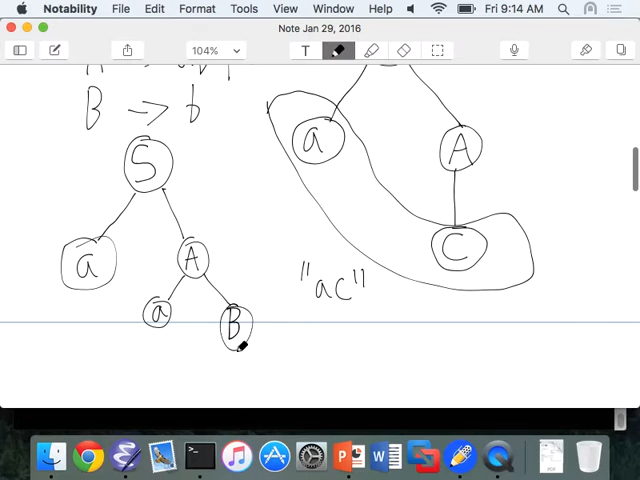 Notability File Edit Format Tools View Window Help Fri 9:14 AM
Note Jan 29, 2016
104% T
B -> b
S
a
A
a
A
C
a
B
"ac"